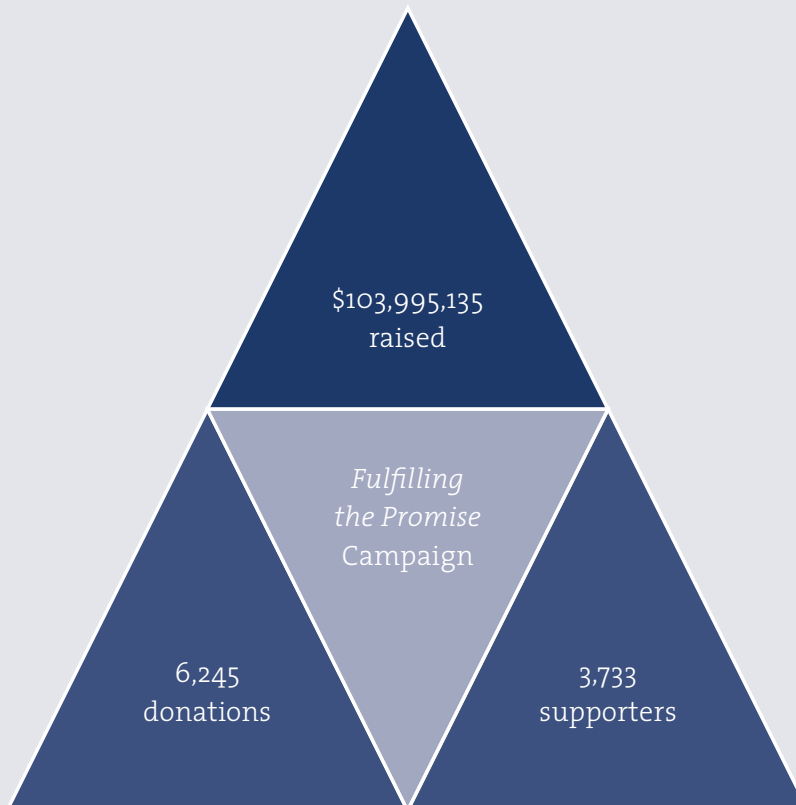 $103,995,135
raised
Fulfilling
the Promise
Campaign
6,245
donations
3,733
supporters